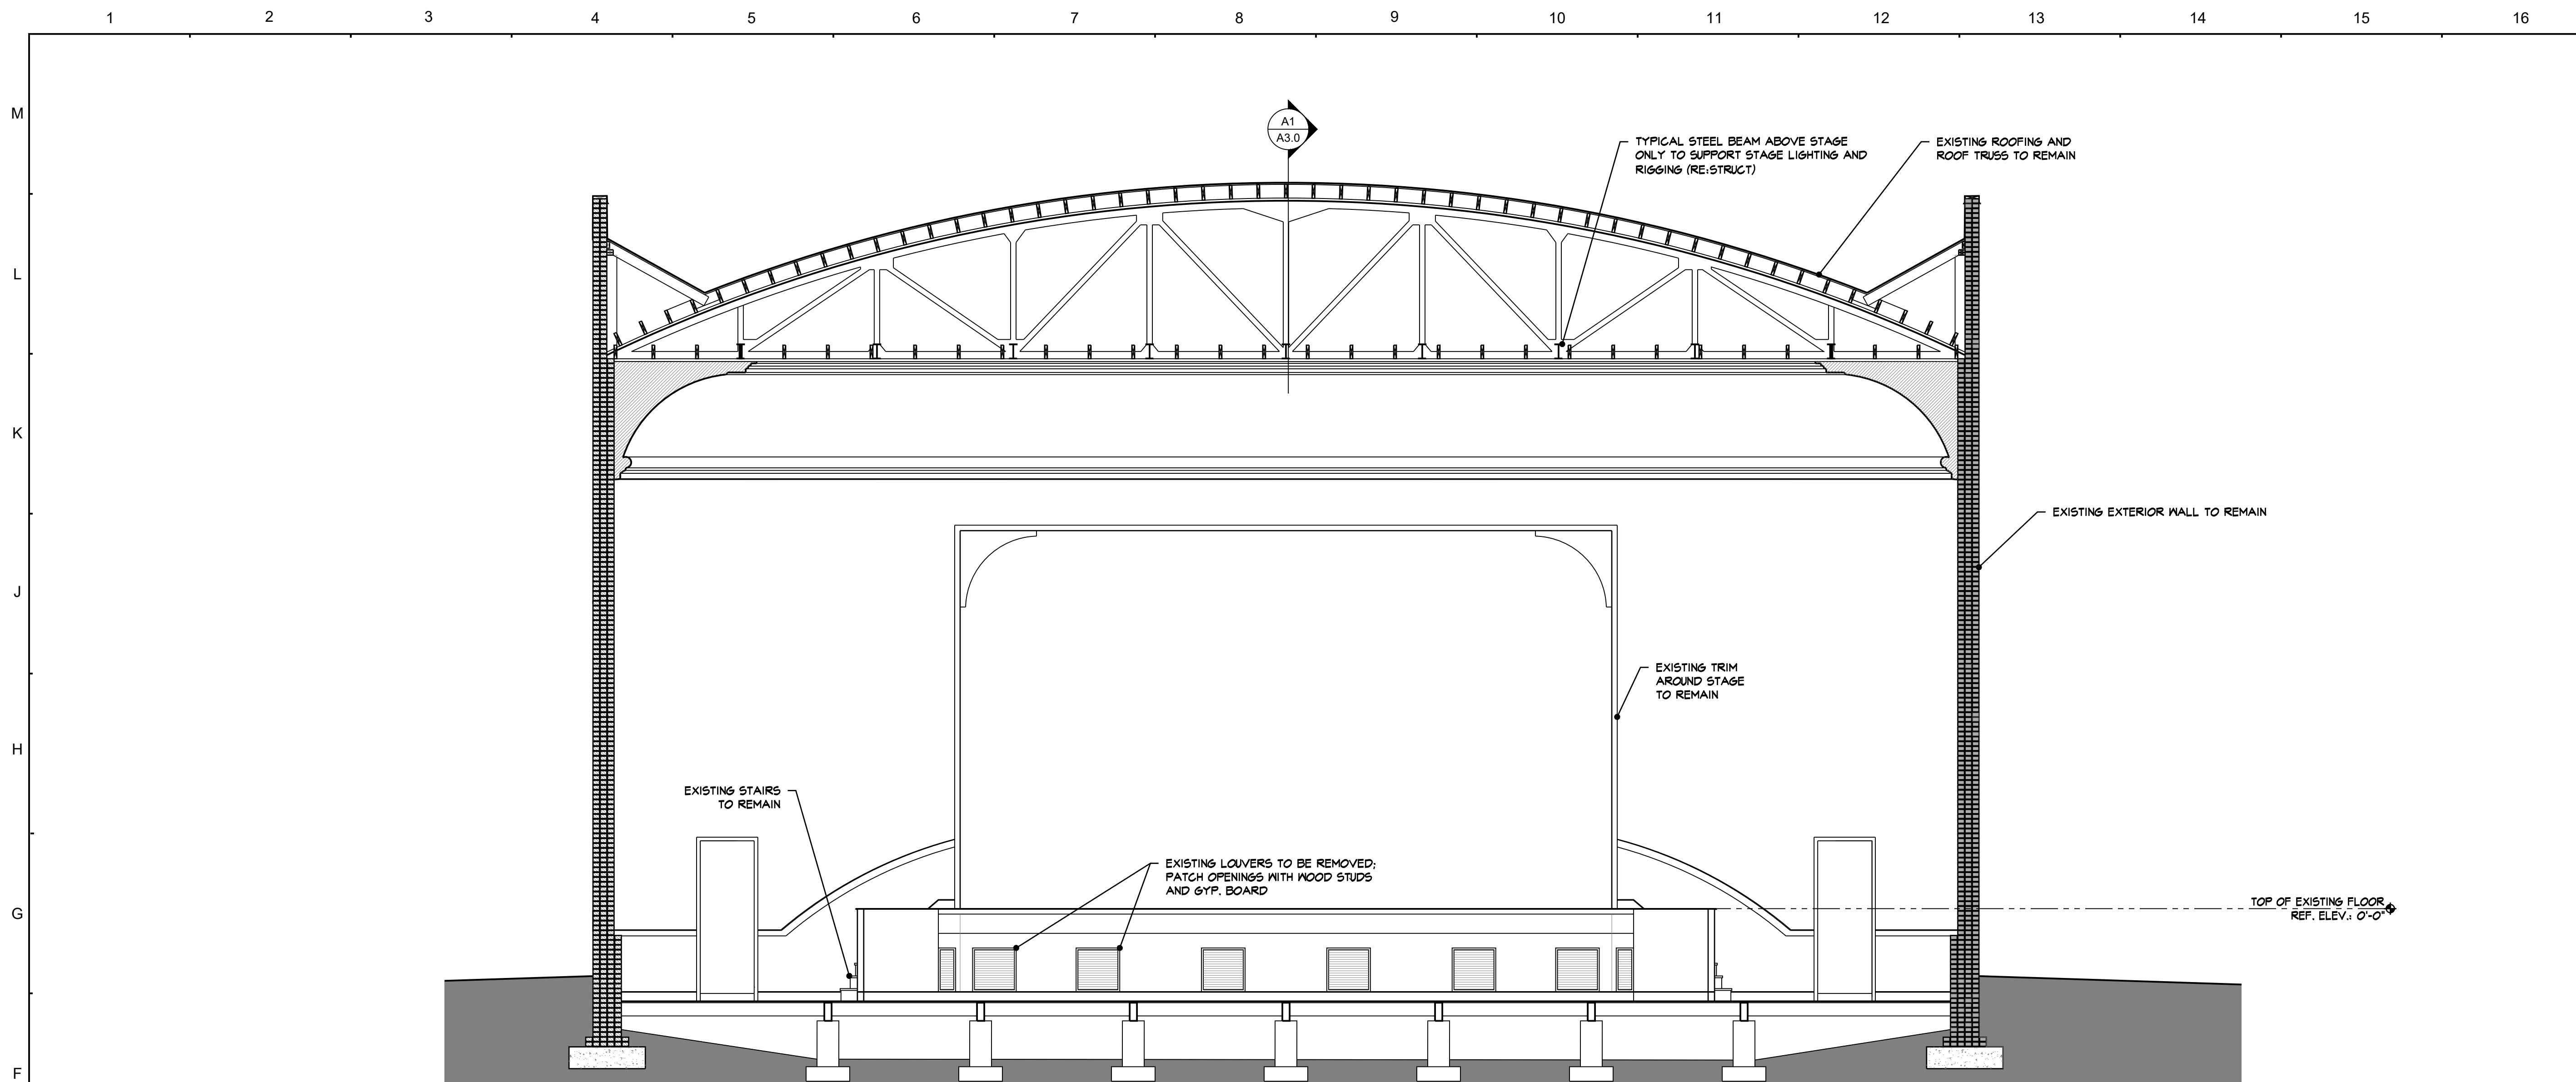 1
2
3
4
5
6
7
8
9
10
11
12
13
14
15
16
M
L
K
J
H
G
F
A1
A3.0
TYPICAL STEEL BEAM ABOVE STAGE
ONLY TO SUPPORT STAGE LIGHTING AND
RIGGING (RE:STRUCT)
EXISTING ROOFING AND
ROOF TRUSS TO REMAIN
EXISTING EXTERIOR WALL TO REMAIN
EXISTING TRIM
AROUND STAGE
TO REMAIN
EXISTING STAIRS
TO REMAIN
EXISTING LOUVERS TO BE REMOVED;
PATCH OPENINGS WITH WOOD STUDS
AND GYP. BOARD
TOP OF EXISTING FLOOR
REF. ELEV.: 0'-0"